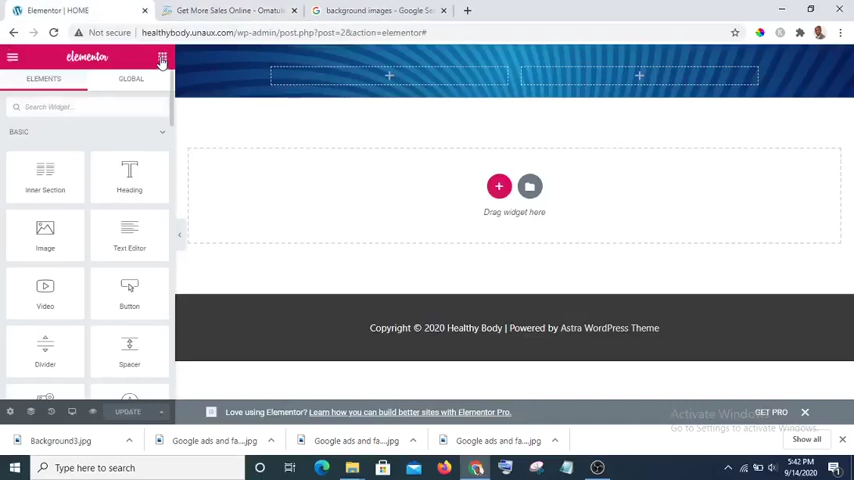 Elementor | HOME
Get More Sales Online - Omatu
background images - Google Se
Not secure
healthybody.unaux.com/wp-admin/post.php?post=2&action=elementor#
elementor
ELEMENTS
GLOBAL
Search Widget...
BASIC
Inner Section
Heading
Image
Text Editor
Video
Button
Divider
Spacer
Drag widget here
Copyright © 2020 Healthy Body | Powered by Astra WordPress Theme
UPDATE
Love using Elementor? Learn how you can build better sites with Elementor Pro.
GET PRO
Activate Windows
Go to Settings to activate Windows.
Background3.jpg
Google ads and fa....jpg
Google ads and fa....jpg
Google ads and fa....jpg
Show all
Type here to search
5:42 PM
9/14/2020